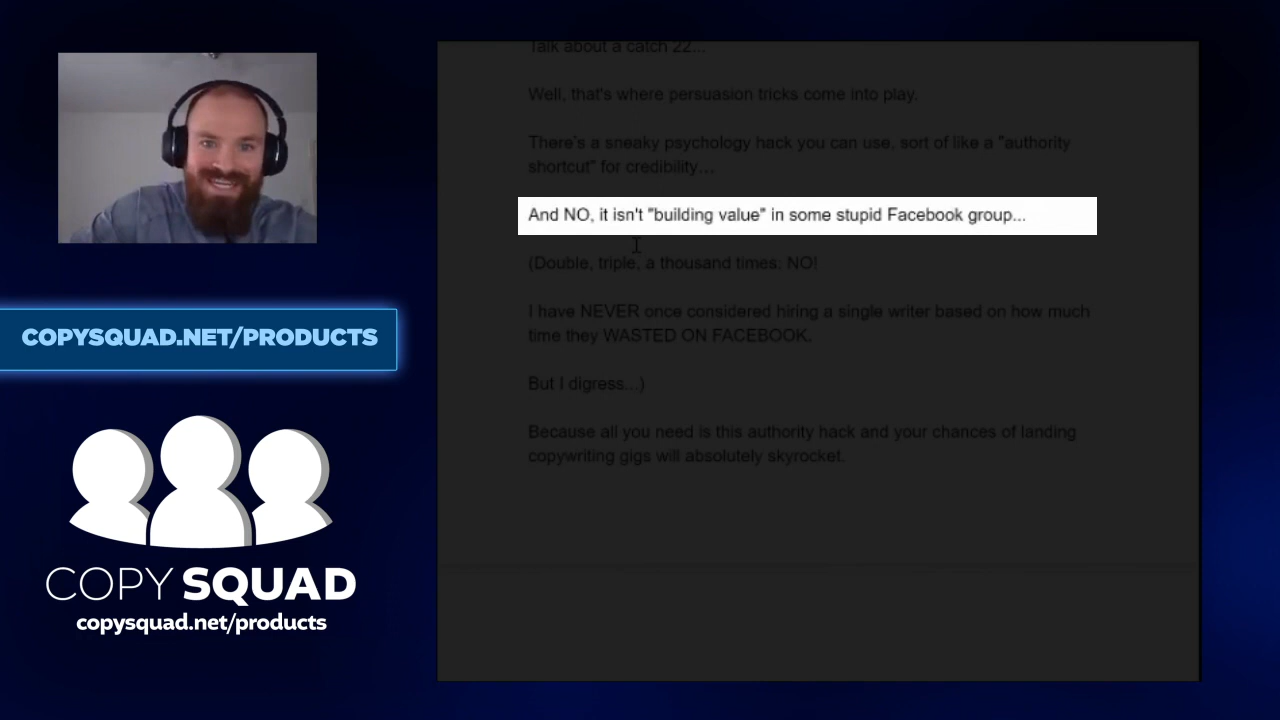 Talk about a catch 22...
Well, that's where persuasion tricks come into play.
There's a sneaky psychology hack you can use, sort of like a "authority
shortcut" for credibility...
And NO, it isn't "building value" in some stupid Facebook group...
(Double, triple, a thousand times: NO!
I have NEVER once considered hiring a single writer based on how much
time they WASTED ON FACEBOOK.
But I digress...)
Because all you need is this authority hack and your chances of landing
copywriting gigs will absolutely skyrocket.
COPYSQUAD.NET/PRODUCTS
COPY SQUAD
copysquad.net/products